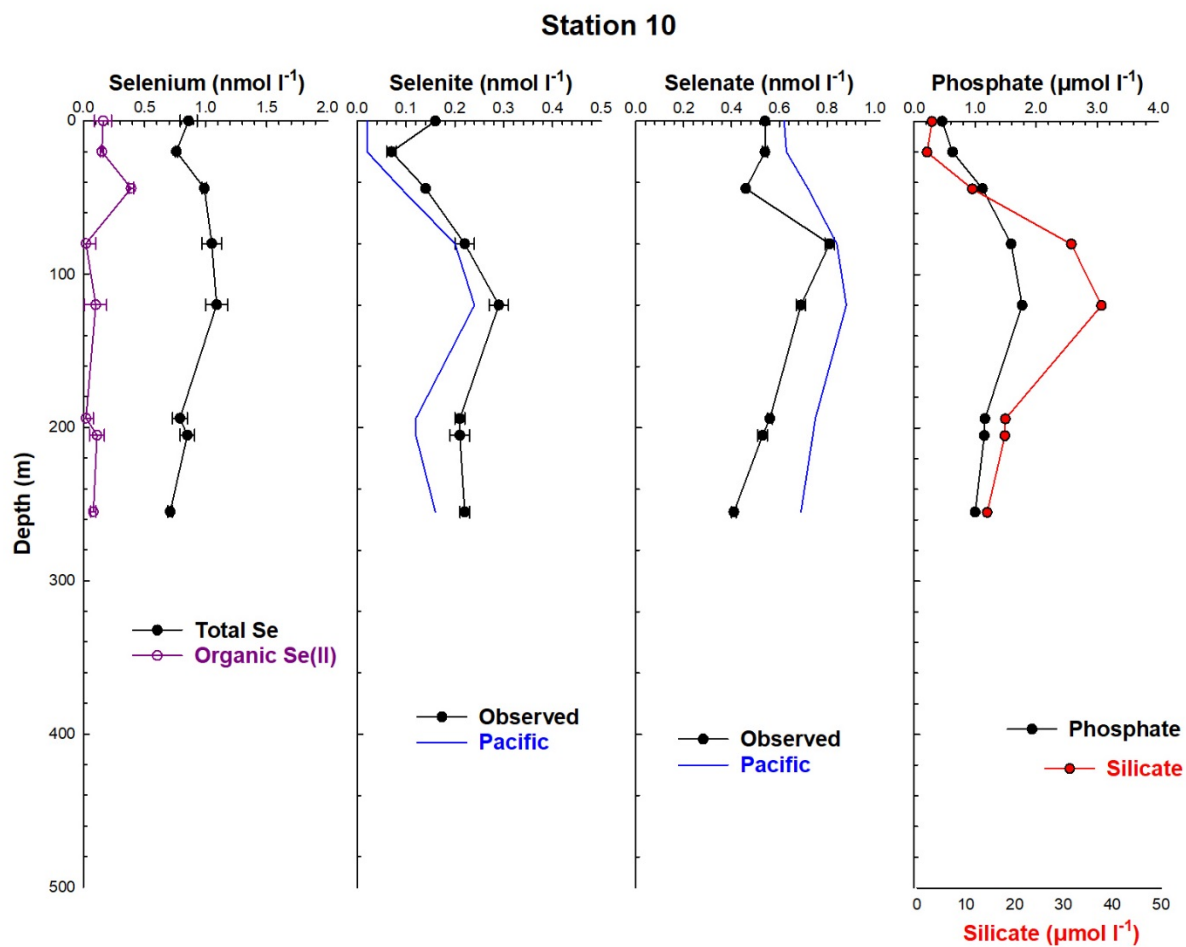 Station 10
Selenium (nmol l⁻¹) Selenite (nmol l⁻¹) Selenate (nmol l⁻¹) Phosphate (µmol l⁻¹)
0.0 0.5 1.0 2.0 0.0 0.1 0.2 0.3 0.5 0.0 0.2 0.4 0.6 0.8 1.0 0.0 1.0 2.0 3.0 4.0
0
100
200
300
400
500
Depth (m)
Total Se
Organic Se(II)
Observed
Pacific
Observed
Pacific
Phosphate
Silicate
0 10 20 30 40 50
Silicate (µmol l⁻¹)